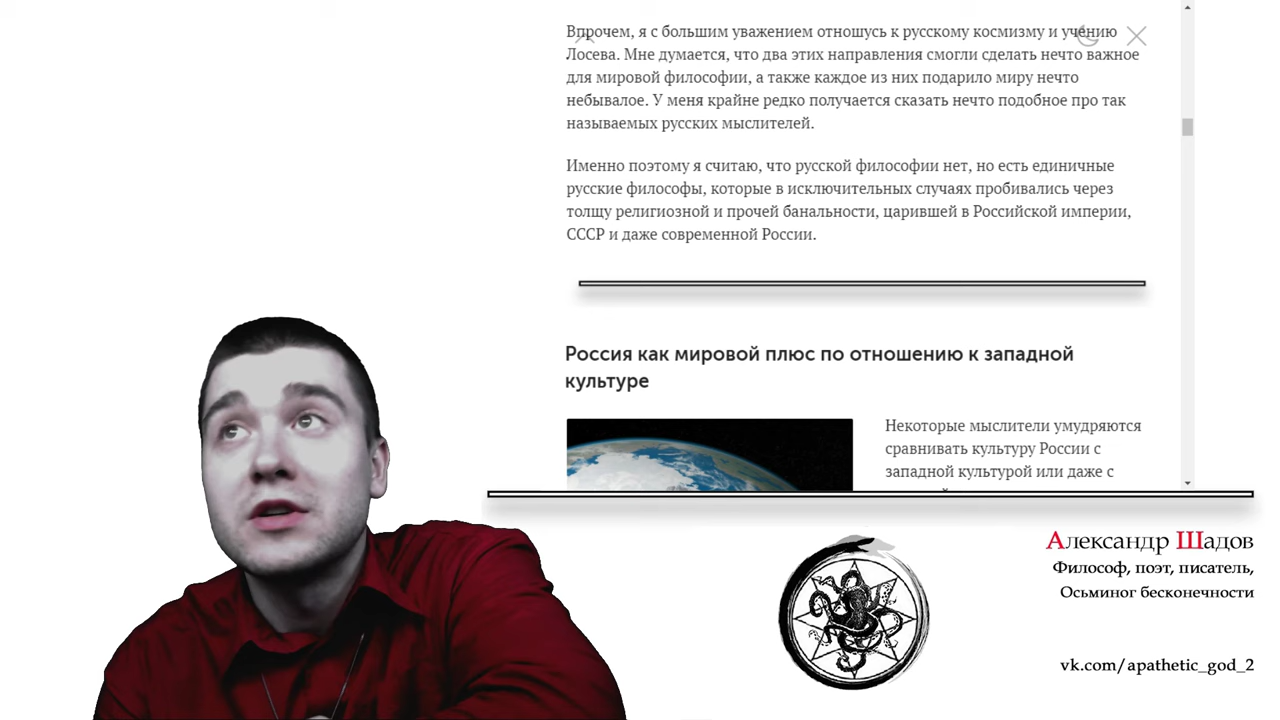 Впрочем, я с большим уважением отношусь к русскому космизму и учению
Лосева. Мне думается, что два этих направления смогли сделать нечто важное
для мировой философии, а также каждое из них подарило миру нечто
небывалое. У меня крайне редко получается сказать нечто подобное про так
называемых русских мыслителей.
Именно поэтому я считаю, что русской философии нет, но есть единичные
русские философы, которые в исключительных случаях пробивались через
толщу религиозной и прочей банальности, царившей в Российской империи,
СССР и даже современной России.
Россия как мировой плюс по отношению к западной
культуре
Некоторые мыслители умудряются
сравнивать культуру России с
западной культурой или даже с
Александр Шадов
Философ, поэт, писатель,
Осьминог бесконечности
vk.com/apathetic_god_2